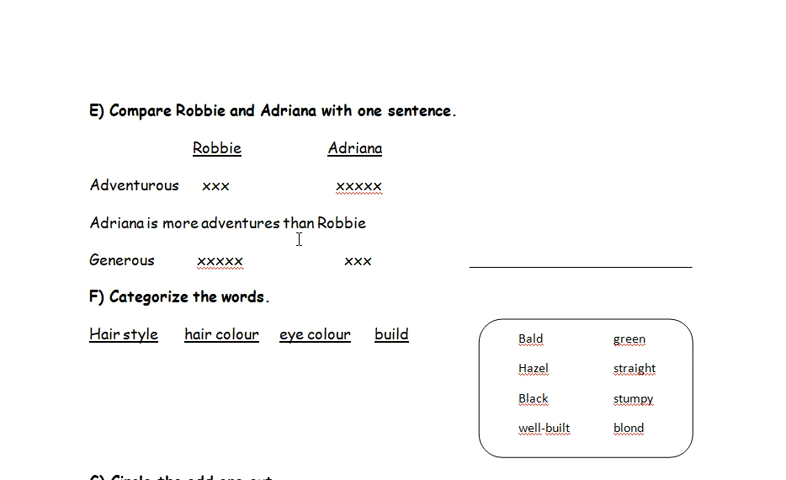 E) Compare Robbie and Adriana with one sentence.
Robbie Adriana
Adventurous xxx xxxxx
Adriana is more adventures than Robbie
Generous xxxxx xxx
F) Categorize the words.
Hair style hair colour eye colour build
Bald green
Hazel straight
Black stumpy
well-built blond